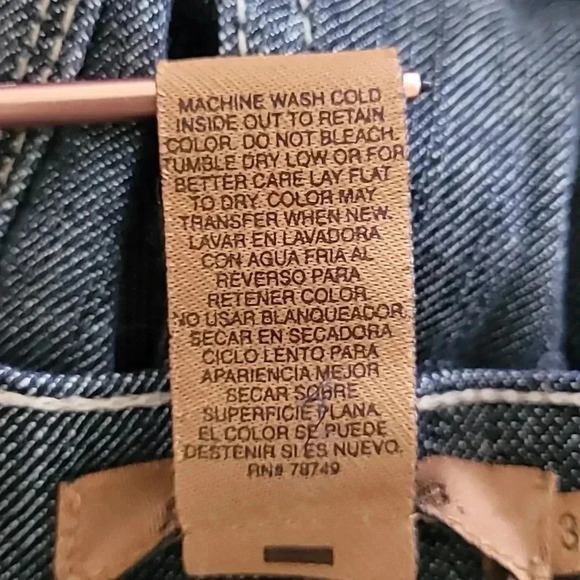 MACHINE WASH COLD
INSIDE OUT TO RETAIN
COLOR. DO NOT BLEACH.
TUMBLE DRY LOW OR FOR
BETTER CARE LAY FLAT
TO DRY. COLOR MAY
TRANSFER WHEN NEW.
LAVAR EN LAVADORA
CON AGUA FRIA AL
REVERSO PARA
RETENER COLOR.
NO USAR BLANQUEADOR.
SECAR EN SECADORA
CICLO LENTO PARA
APARIENCIA MEJOR
SECAR SOBRE
SUPERFICIE PLANA.
EL COLOR SE PUEDE
DESTENIR SI ES NUEVO.
RN# 78749
3